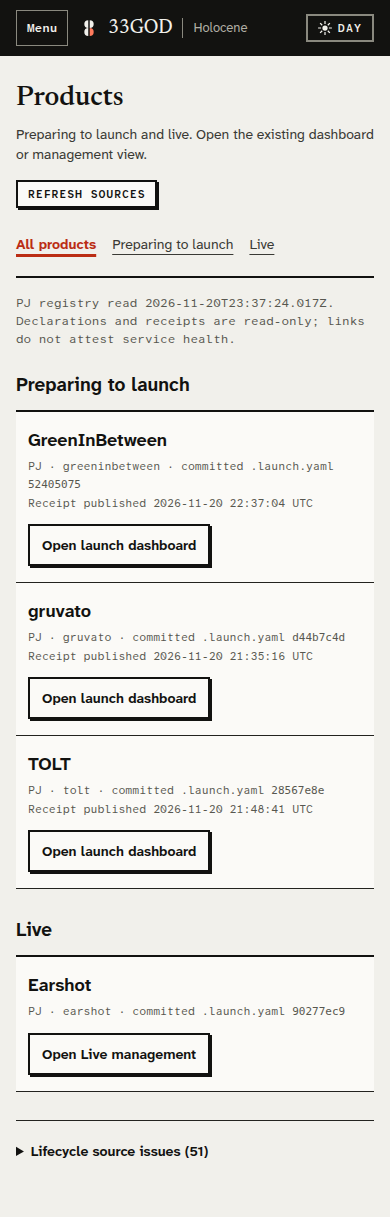 Menu 33GOD Holocene DAY
Products
Preparing to launch and live. Open the existing dashboard
or management view.
REFRESH SOURCES
All products Preparing to launch Live
PJ registry read 2026-11-20T23:37:24.017Z.
Declarations and receipts are read-only; links
do not attest service health.
Preparing to launch
GreenInBetween
PJ · greeninbetween · committed .launch.yaml
52405075
Receipt published 2026-11-20 22:37:04 UTC
Open launch dashboard
gruvato
PJ · gruvato · committed .launch.yaml d44b7c4d
Receipt published 2026-11-20 21:35:16 UTC
Open launch dashboard
TOLT
PJ · tolt · committed .launch.yaml 28567e8e
Receipt published 2026-11-20 21:48:41 UTC
Open launch dashboard
Live
Earshot
PJ · earshot · committed .launch.yaml 90277ec9
Open Live management
Lifecycle source issues (51)